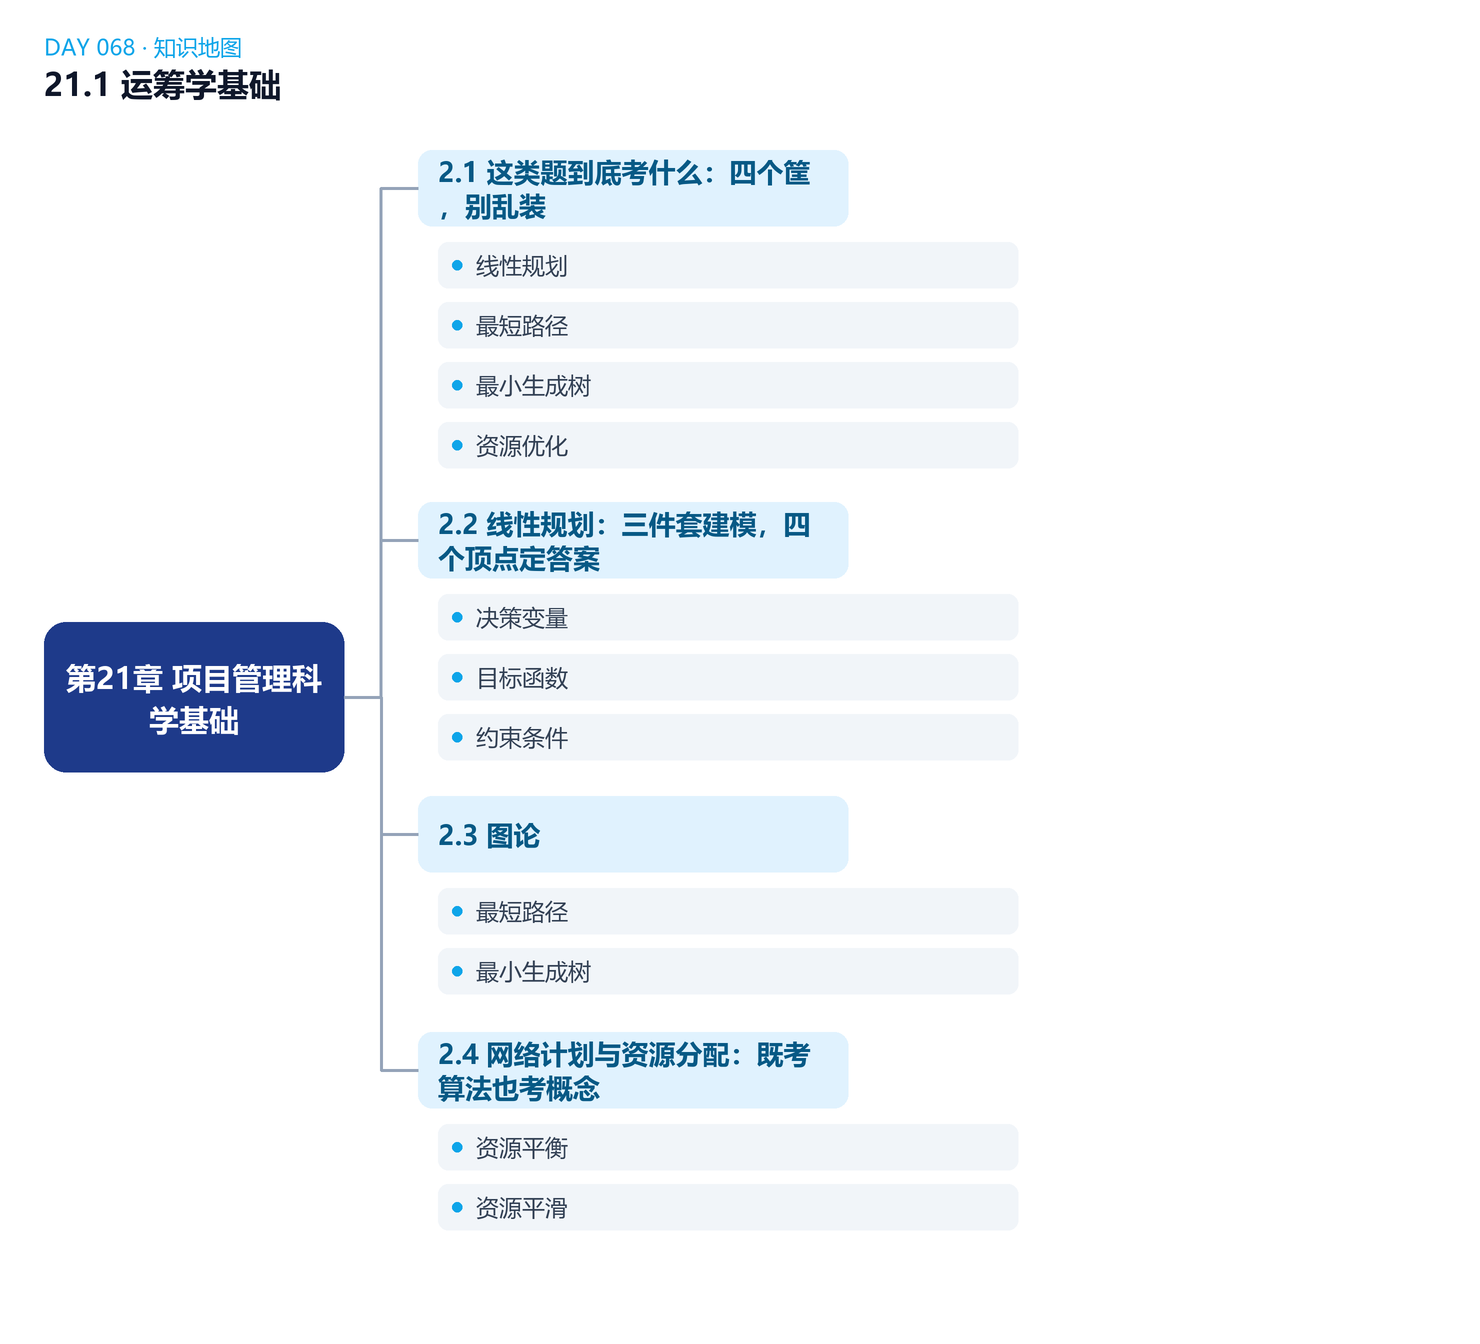 DAY 068 · 知识地图
21.1 运筹学基础
2.1 这类题到底考什么：四个筐
，别乱装
线性规划
最短路径
最小生成树
资源优化
2.2 线性规划：三件套建模，四
个顶点定答案
决策变量
目标函数
约束条件
第21章 项目管理科
学基础
2.3 图论
最短路径
最小生成树
2.4 网络计划与资源分配：既考
算法也考概念
资源平衡
资源平滑